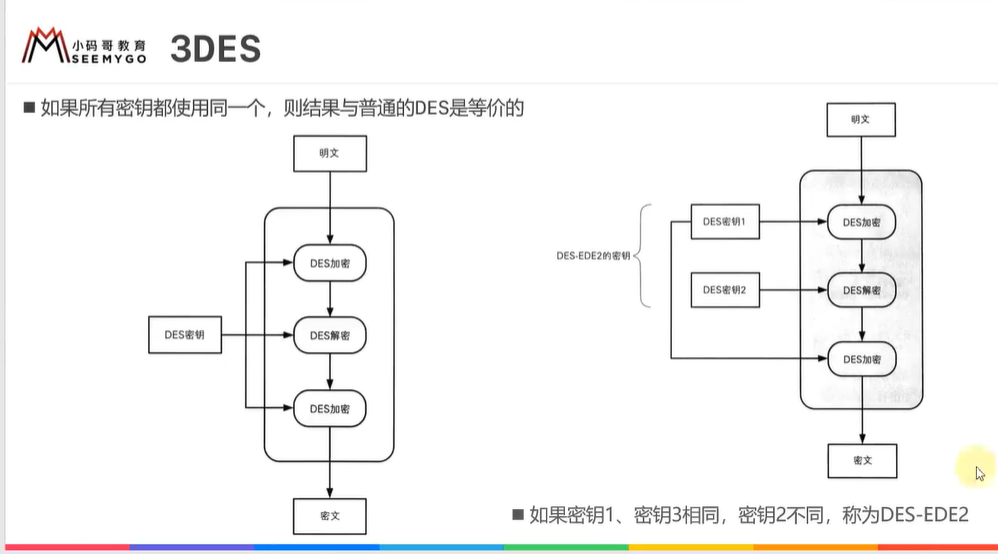 小码哥教育
SEEMYGO
3DES
■ 如果所有密钥都使用同一个，则结果与普通的DES是等价的
明文
DES加密
DES密钥
DES解密
DES加密
密文
明文
DES密钥1
DES加密
DES-EDE2的密钥
DES密钥2
DES解密
DES加密
密文
■ 如果密钥1、密钥3相同，密钥2不同，称为DES-EDE2